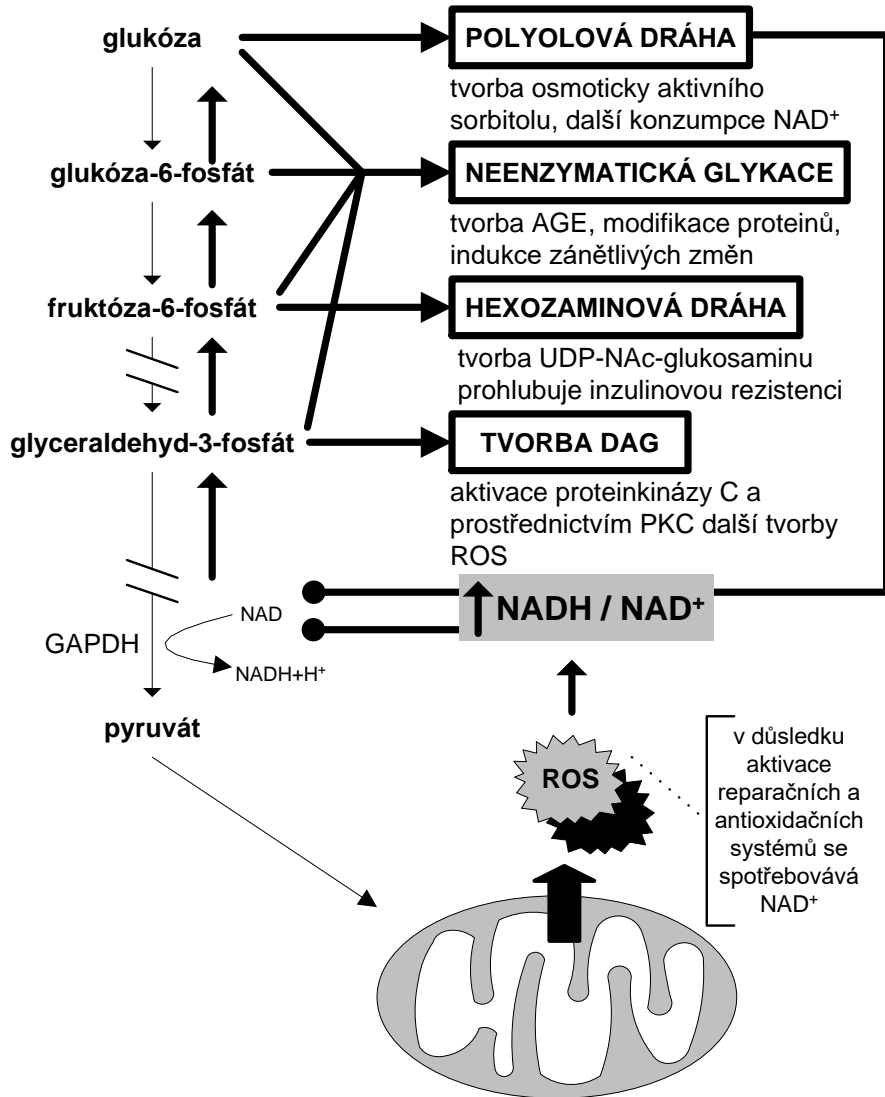 glukóza
POLYOLOVÁ DRÁHA
tvorba osmoticky aktivního
sorbitolu, další konzumpce NAD⁺
glukóza-6-fosfát
NEENZYMATICKÁ GLYKACE
tvorba AGE, modifikace proteinů,
indukce zánětlivých změn
fruktóza-6-fosfát
HEXOZAMINOVÁ DRÁHA
tvorba UDP-NAc-glukosaminu
prohlubuje inzulinovou rezistenci
glyceraldehyd-3-fosfát
TVORBA DAG
aktivace proteinkinázy C a
prostřednictvím PKC další tvorby
ROS
NADH / NAD⁺
NAD
GAPDH
NADH+H⁺
pyruvát
ROS
v důsledku
aktivace
reparačních a
antioxidačních
systémů se
spotřebovává
NAD⁺